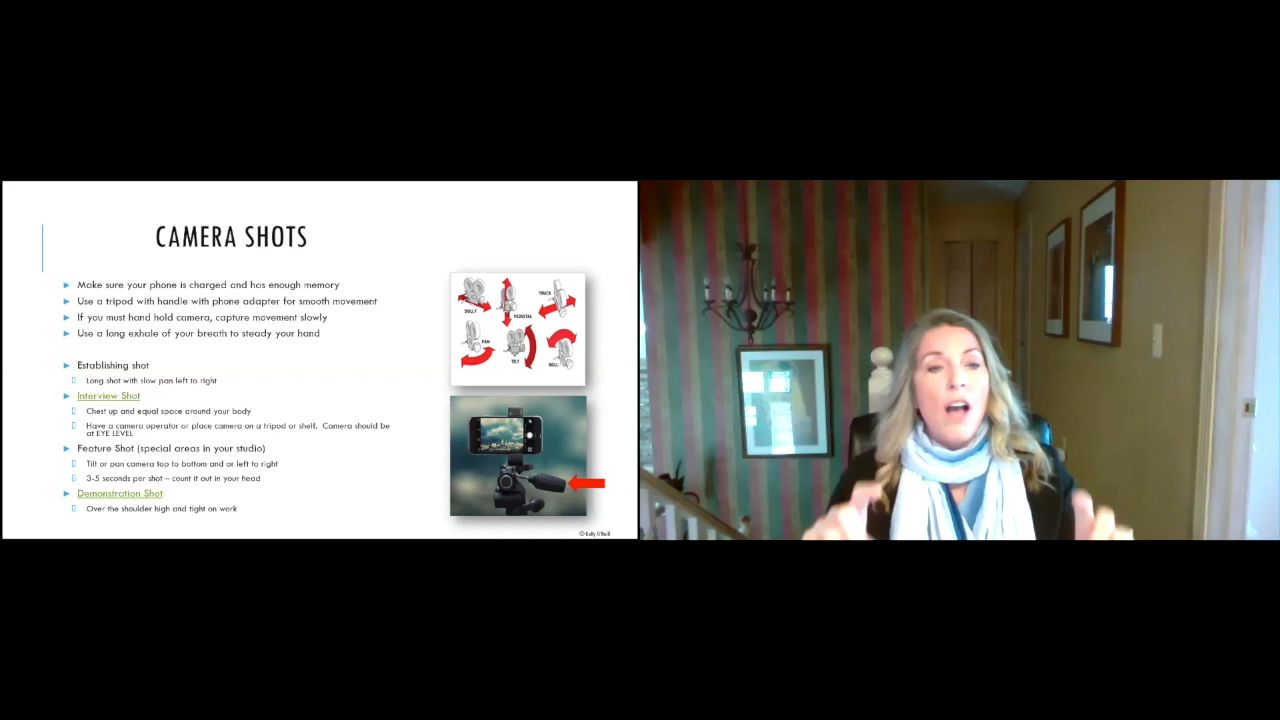 CAMERA SHOTS
Make sure your phone is charged and has enough memory
Use a tripod with handle with phone adapter for smooth movement
If you must hand hold camera, capture movement slowly
Use a long exhale of your breath to steady your hand
Establishing shot
Long shot with slow pan left to right
Interview Shot
Chest up and equal space around your body
Have a camera operator or place camera on a tripod or shelf. Camera should be
at EYE LEVEL
Feature Shot (special areas in your studio)
Tilt or pan camera top to bottom and or left to right
3-5 seconds per shot – count it out in your head
Demonstration Shot
Over the shoulder high and tight on work
DOLLY
PEDESTAL
TRUCK
PAN
TILT
ROLL
© Kelly O'Neill